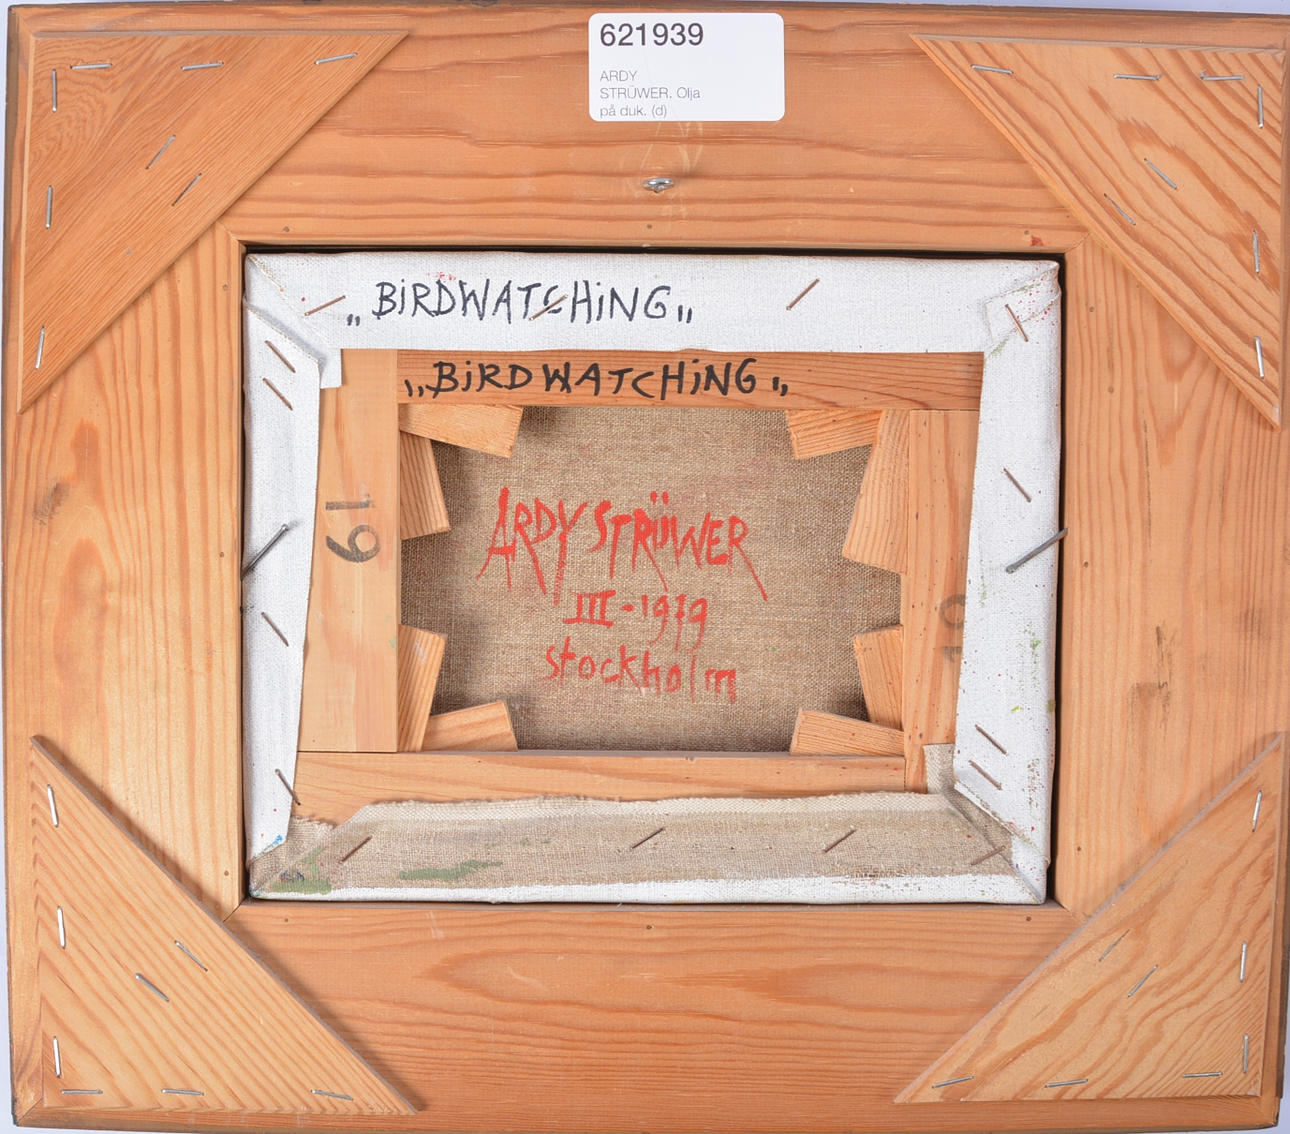 621939
ARDY
STRÜWER. Olja
på duk. (d)
„BiRDWATCHiNG„
„BiRDWATCHiNG„
61
ARDY STRÜWER
III-1979
stockholm